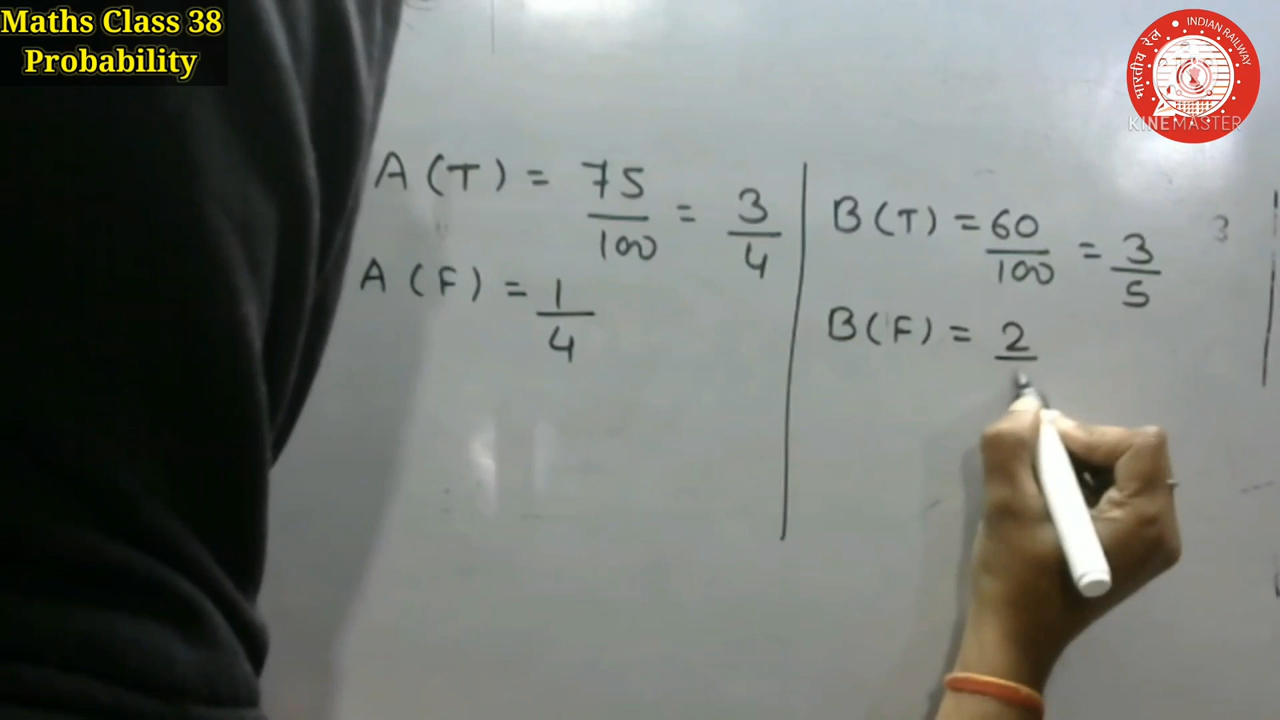 Maths Class 38
Probability
भारतीय रेल INDIAN RAILWAY
KINEMASTER
A (T) = 75/100 = 3/4
A (F) = 1/4
B(T) = 60/100 = 3/5
B(F) = 2/
3